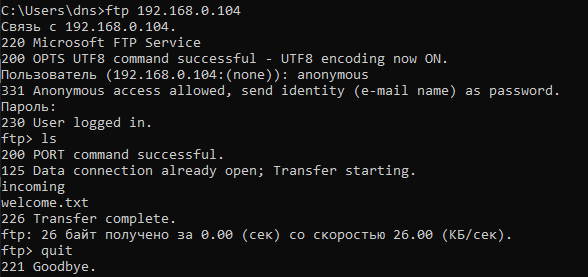 C:\Users\dns>ftp 192.168.0.104
Связь с 192.168.0.104.
220 Microsoft FTP Service
200 OPTS UTF8 command successful - UTF8 encoding now ON.
Пользователь (192.168.0.104:(none)): anonymous
331 Anonymous access allowed, send identity (e-mail name) as password.
Пароль:
230 User logged in.
ftp> ls
200 PORT command successful.
125 Data connection already open; Transfer starting.
incoming
welcome.txt
226 Transfer complete.
ftp: 26 байт получено за 0.00 (сек) со скоростью 26.00 (КБ/сек).
ftp> quit
221 Goodbye.